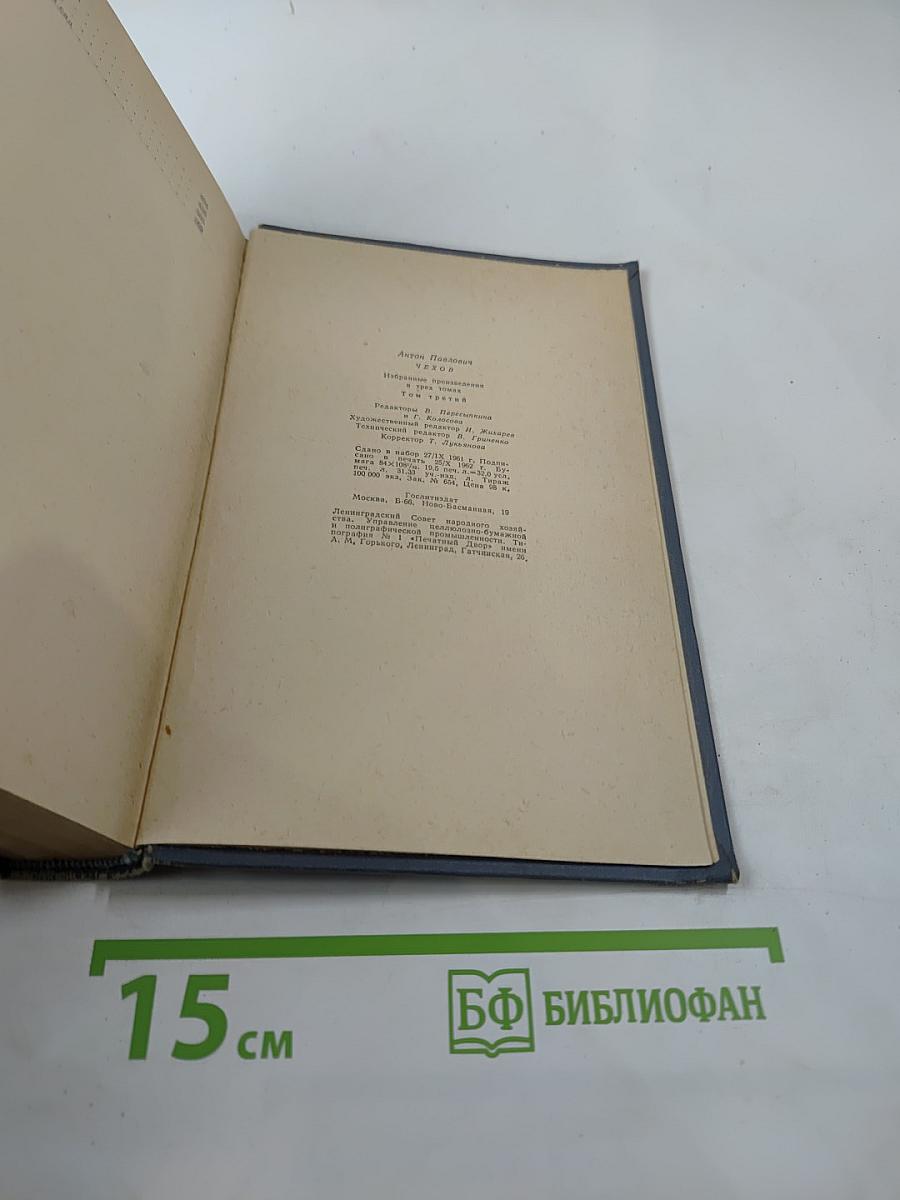 Антон Павлович
ЧЕХОВ
Избранные произведения
в трех томах
Том третий
Редакторы В. Пересыпкина
и Г. Колосова
Художественный редактор И. Жихарев
Технический редактор В. Гриненко
Корректор Т. Лукьянова
Сдано в набор 27/IX 1961 г. Подпи-
сано в печать 25/X 1962 г. Бу-
мага 84×108¹/₃₂. 19,5 печ. л.=32,0 усл.
печ. л. 31,33 уч.-изд. л. Тираж
100 000 экз. Зак. № 654. Цена 98 к.
Гослитиздат
Москва, Б-66, Ново-Басманная, 19
Ленинградский Совет народного хозяй-
ства. Управление целлюлозно-бумажной
и полиграфической промышленности. Ти-
пография № 1 «Печатный Двор» имени
А. М. Горького, Ленинград, Гатчинская, 26.
15 см
БФ БИБЛИОФАН